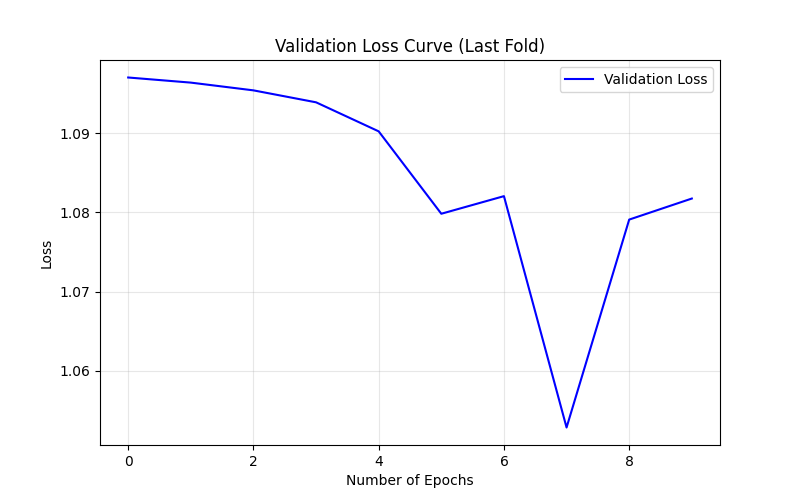 Validation Loss Curve (Last Fold)
Validation Loss
1.09
1.08
1.07
1.06
Loss
0 2 4 6 8
Number of Epochs